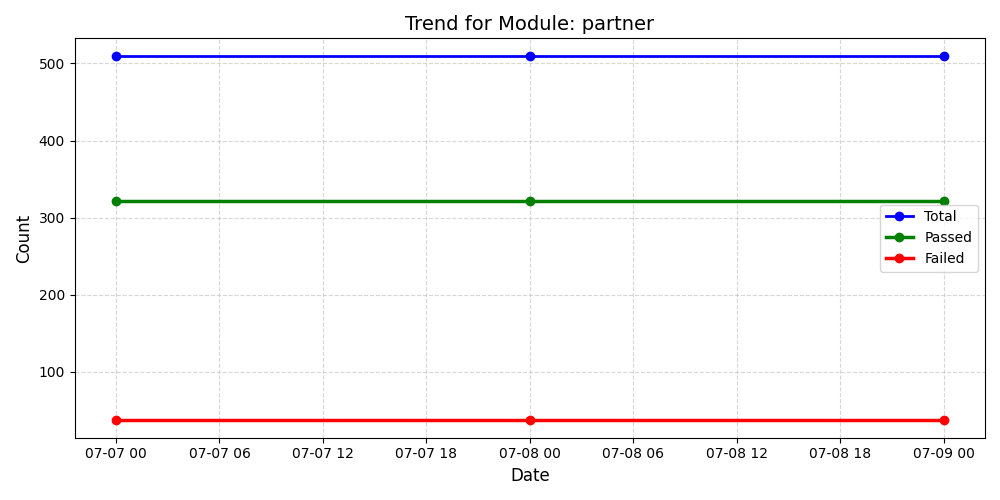 Trend for Module: partner
Count
500
400
300
200
100
Total
Passed
Failed
07-07 00
07-07 06
07-07 12
07-07 18
07-08 00
07-08 06
07-08 12
07-08 18
07-09 00
Date